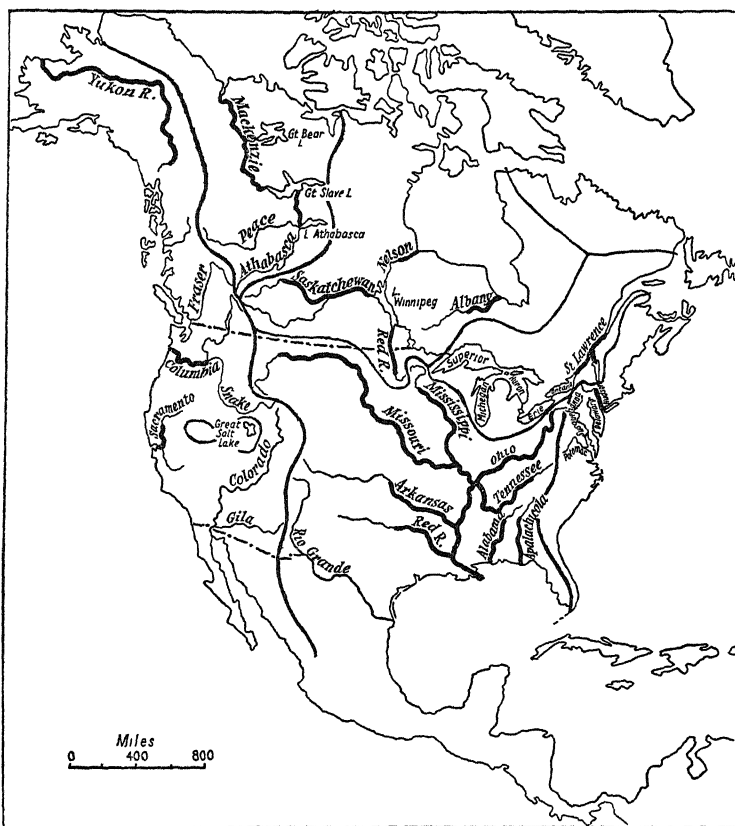 Yukon R.
Mackenzie
Gt Bear
L
Gt Slave L
Peace
L Athabasca
Athabasca
Nelson
Saskatchewan
Fraser
L
Winnipeg
Albany
Red R.
Superior
St Lawrence
Columbia
Huron
Michigan
Ontario
Erie
Snake
Mississippi
Missouri
Sacramento
Great
Salt
Lake
Potomac
Ohio
Colorado
Tennessee
Arkansas
Red R.
Alabama
Apalachycola
Gila
Rio Grande
Miles
0 400 800